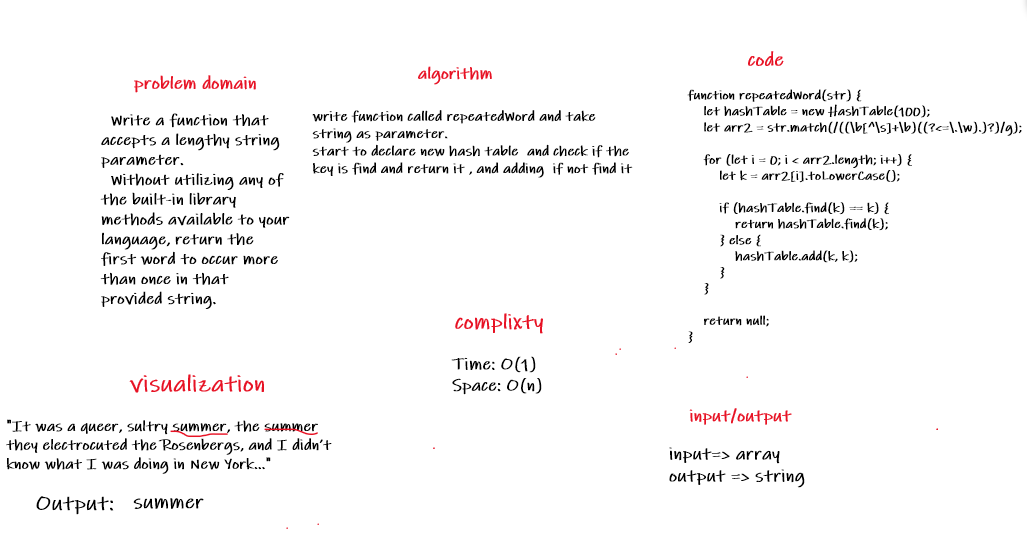 problem domain
Write a function that
accepts a lengthy string
parameter.
Without utilizing any of
the built-in library
methods available to your
language, return the
first word to occur more
than once in that
provided string.
algorithm
write function called repeatedWord and take
string as parameter.
start to declare new hash table and check if the
key is find and return it , and adding if not find it
code
function repeatedWord(str) {
let hashTable = new HashTable(100);
let arr2 = str.match(/((\b[^\s]+\b)((?<=\.\w).)?)/g);
for (let i = 0; i < arr2.length; i++) {
let k = arr2[i].toLowerCase();
if (hashTable.find(k) == k) {
return hashTable.find(k);
} else {
hashTable.add(k, k);
}
}
return null;
}
complixty
Time: O(1)
Space: O(n)
visualization
"It was a queer, sultry summer, the summer
they electrocuted the Rosenbergs, and I didn't
know what I was doing in New York..."
Output: summer
input/output
input=> array
output => string